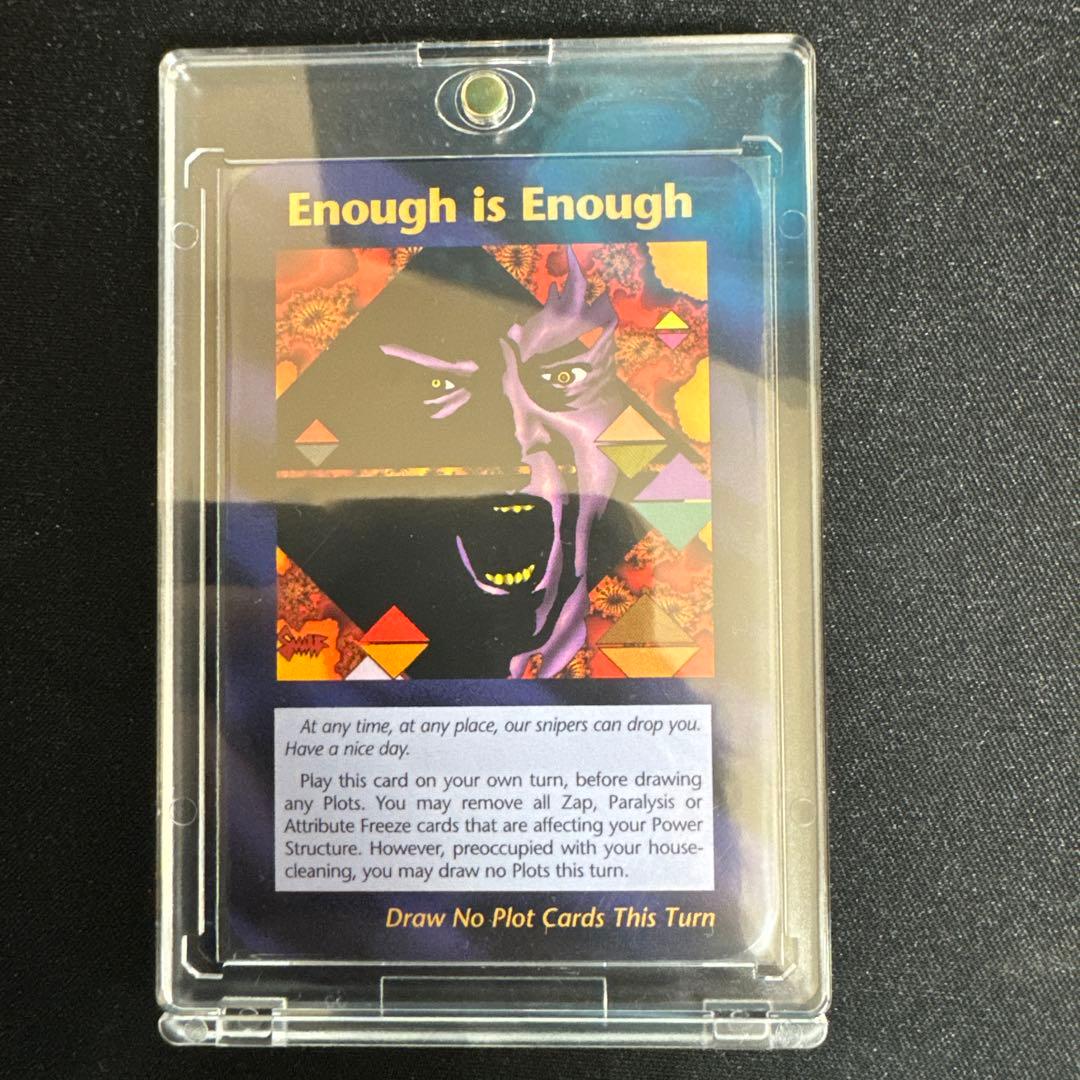 Enough is Enough
At any time, at any place, our snipers can drop you.
Have a nice day.
Play this card on your own turn, before drawing
any Plots. You may remove all Zap, Paralysis or
Attribute Freeze cards that are affecting your Power
Structure. However, preoccupied with your house-
cleaning, you may draw no Plots this turn.
Draw No Plot Cards This Turn